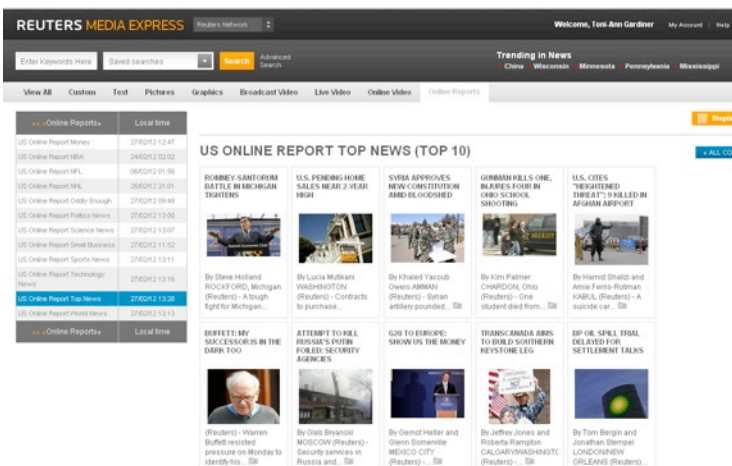 REUTERS MEDIA EXPRESS
Reuters Network
Welcome, Toni-Ann Gardiner
My Account | Help
Enter Keywords Here
Saved searches
Search
Advanced
Search
Trending in News
China Wisconsin Minnesota Pennsylvania Mississippi
View All Custom Text Pictures Graphics Broadcast Video Live Video Online Video Online Reports
<< «Online Reports» Local time
US Online Report Money 27/02/12 12:47
US Online Report NBA 24/02/12 02:02
US Online Report NFL 06/02/12 01:56
US Online Report NHL 26/02/12 21:01
US Online Report Oddly Enough 27/02/12 09:40
US Online Report Politics News 27/02/12 13:00
US Online Report Science News 27/02/12 13:07
US Online Report Small Business 27/02/12 11:52
US Online Report Sports News 27/02/12 13:11
US Online Report Technology
News 27/02/12 13:16
US Online Report Top News 27/02/12 13:28
US Online Report World News 27/02/12 13:13
<< «Online Reports» Local time
US ONLINE REPORT TOP NEWS (TOP 10)
« ALL CO
ROMNEY-SANTORUM
BATTLE IN MICHIGAN
TIGHTENS
By Steve Holland
ROCKFORD, Michigan
(Reuters) - A tough
fight for Michigan...
U.S. PENDING HOME
SALES NEAR 2-YEAR
HIGH
By Lucia Mutikani
WASHINGTON
(Reuters) - Contracts
to purchase...
SYRIA APPROVES
NEW CONSTITUTION
AMID BLOODSHED
By Khaled Yacoub
Oweis AMMAN
(Reuters) - Syrian
artillery pounded...
GUNMAN KILLS ONE,
INJURES FOUR IN
OHIO SCHOOL
SHOOTING
By Kim Palmer
CHARDON, Ohio
(Reuters) - One
student died from...
U.S. CITES
"HEIGHTENED
THREAT"; 9 KILLED IN
AFGHAN AIRPORT
By Hamid Shalizi and
Amie Ferris-Rotman
KABUL (Reuters) - A
suicide car...
BUFFETT: MY
SUCCESSOR IS IN THE
DARK TOO
(Reuters) - Warren
Buffett resisted
pressure on Monday to
identify his...
ATTEMPT TO KILL
RUSSIA'S PUTIN
FOILED: SECURITY
AGENCIES
By Gleb Bryanski
MOSCOW (Reuters) -
Security services in
Russia and...
G20 TO EUROPE:
SHOW US THE MONEY
By Gernot Heller and
Glenn Somerville
MEXICO CITY
(Reuters) -...
TRANSCANADA AIMS
TO BUILD SOUTHERN
KEYSTONE LEG
By Jeffrey Jones and
Roberta Rampton
CALGARY/WASHINGTC
(Reuters) -...
BP OIL SPILL TRIAL
DELAYED FOR
SETTLEMENT TALKS
By Tom Bergin and
Jonathan Stempel
LONDON/NEW
ORLEANS (Reuters)...